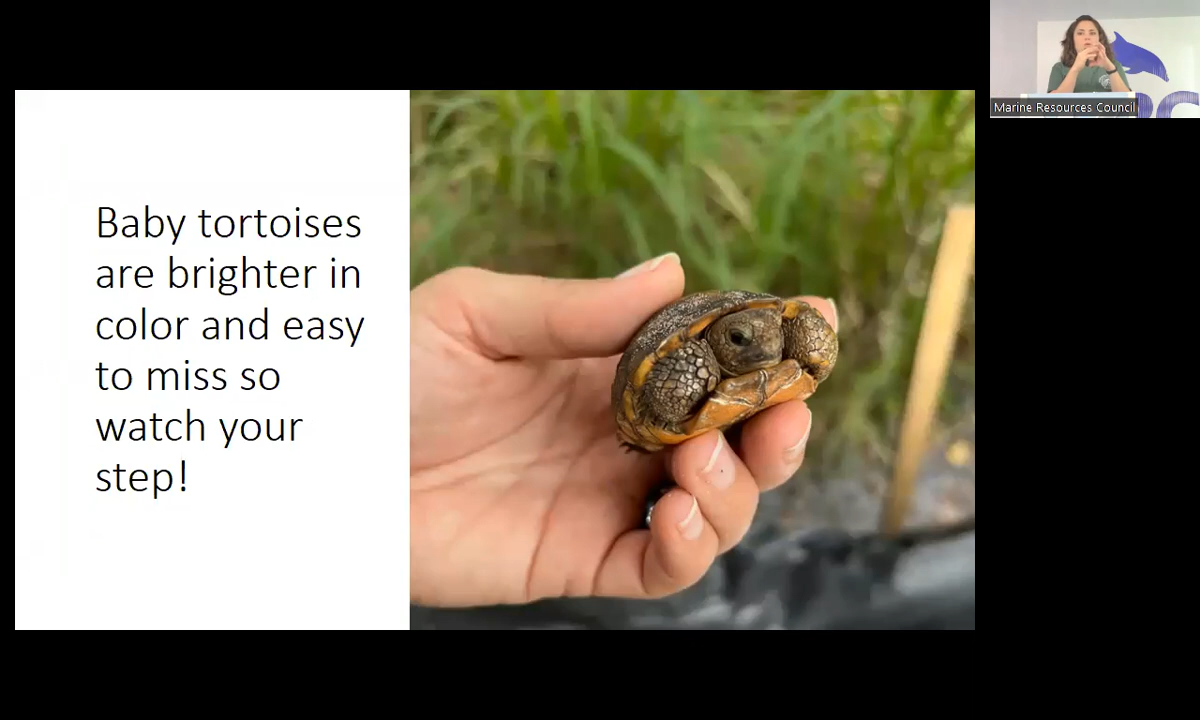 Baby tortoises
are brighter in
color and easy
to miss so
watch your
step!
Marine Resources Council